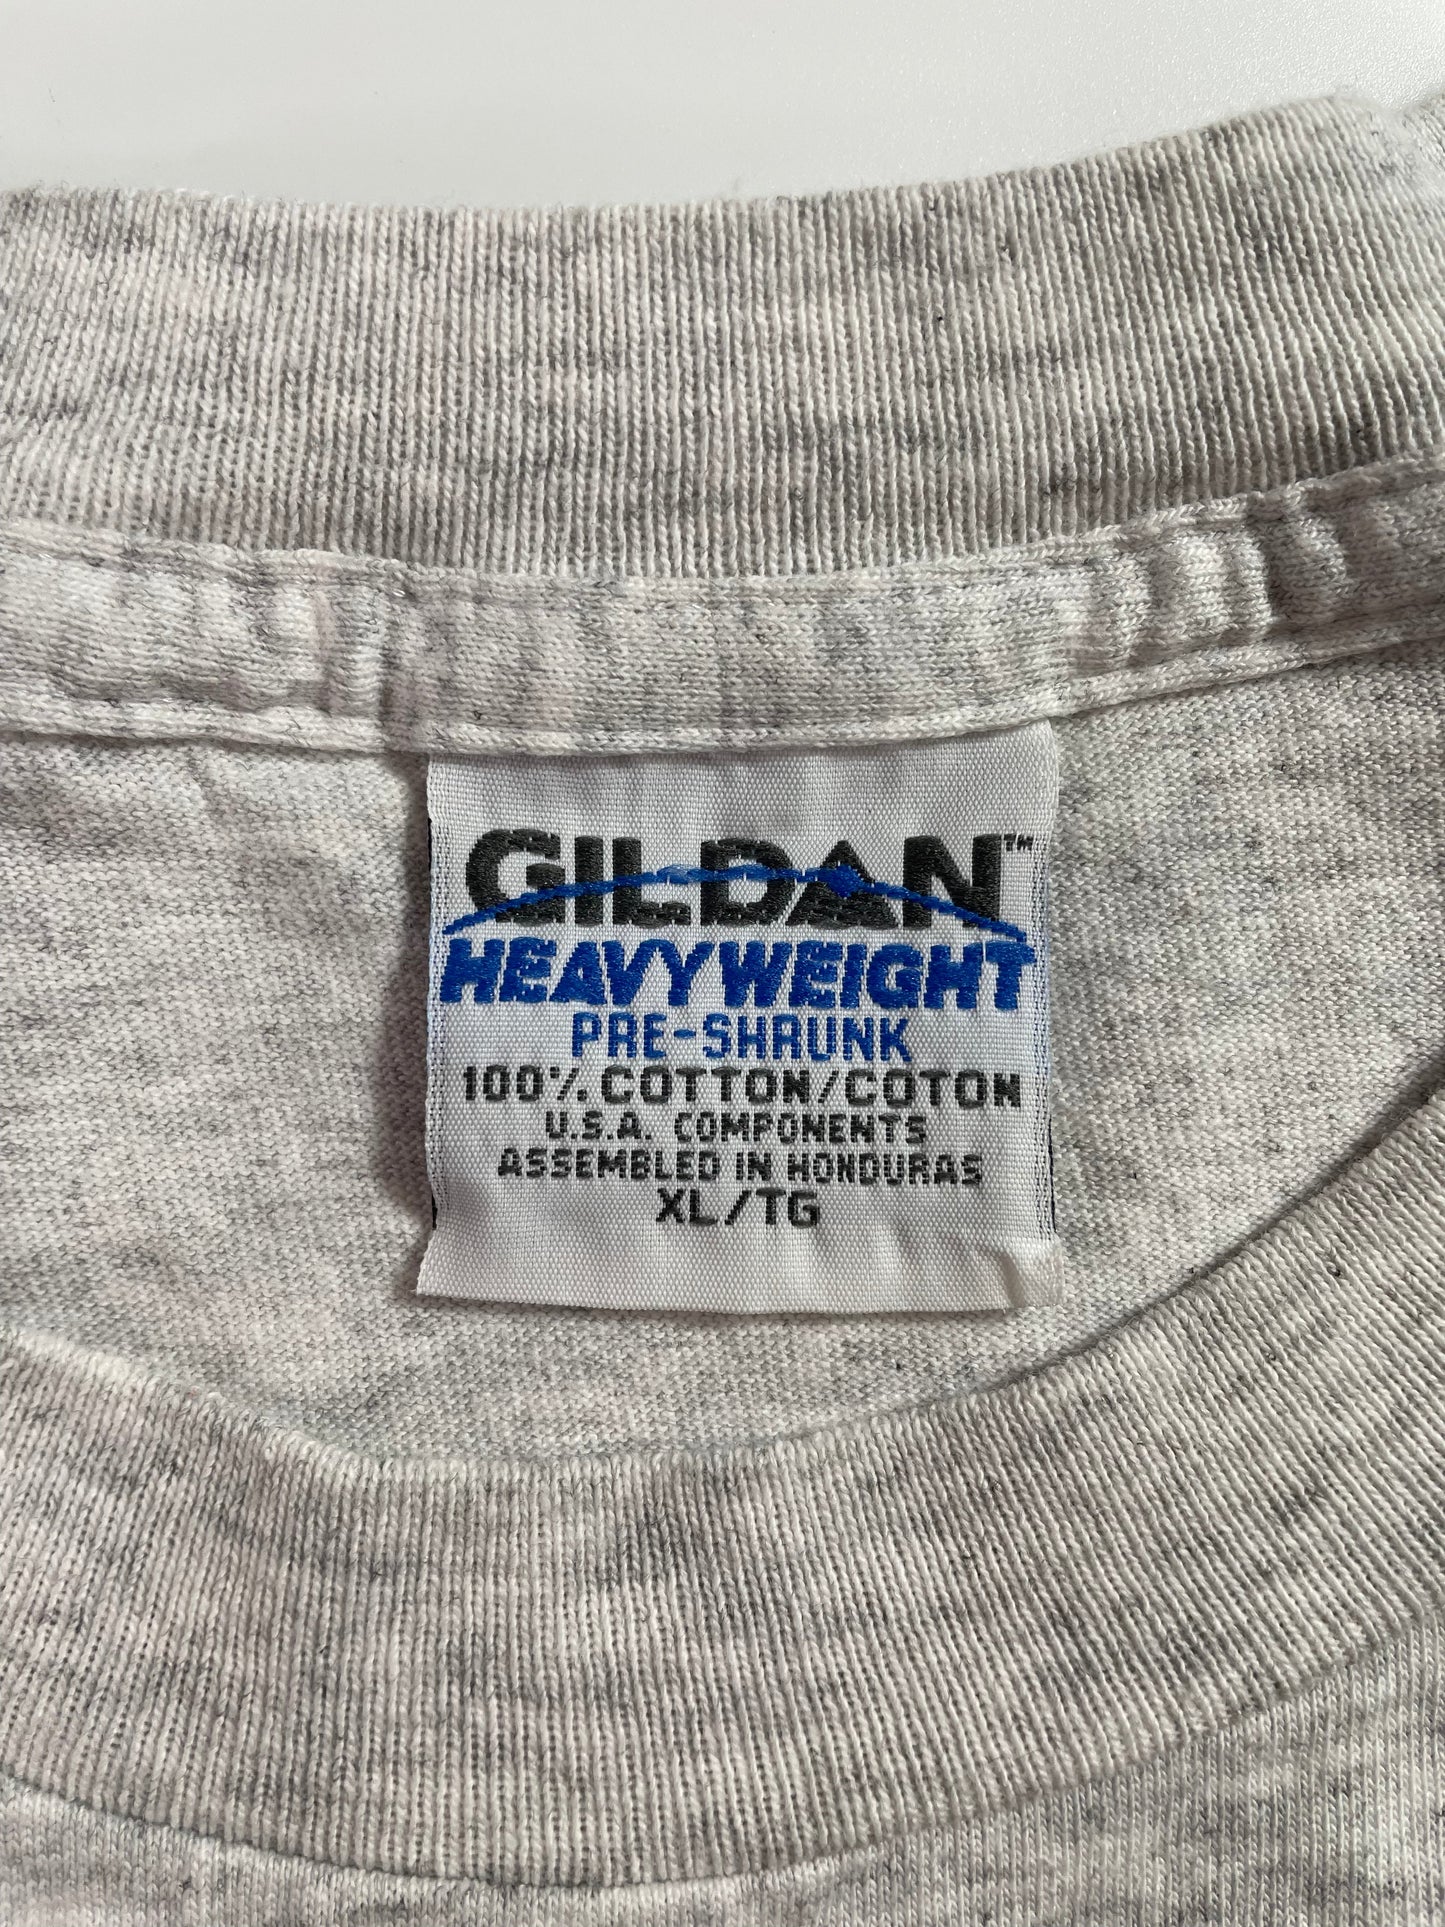 GILDAN™
HEAVYWEIGHT
PRE-SHRUNK
100% COTTON/COTON
U.S.A. COMPONENTS
ASSEMBLED IN HONDURAS
XL/TG